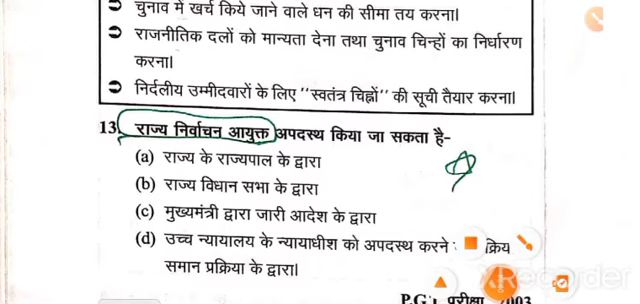 ➲ चुनाव में खर्च किये जाने वाले धन की सीमा तय करना।
➲ राजनीतिक दलों को मान्यता देना तथा चुनाव चिन्हों का निर्धारण
करना।
➲ निर्दलीय उम्मीदवारों के लिए ''स्वतंत्र चिह्नों'' की सूची तैयार करना।
13. राज्य निर्वाचन आयुक्त अपदस्थ किया जा सकता है-
(a) राज्य के राज्यपाल के द्वारा
(b) राज्य विधान सभा के द्वारा
(c) मुख्यमंत्री द्वारा जारी आदेश के द्वारा
(d) उच्च न्यायालय के न्यायाधीश को अपदस्थ करने
समान प्रक्रिया के द्वारा।
परीक्षा